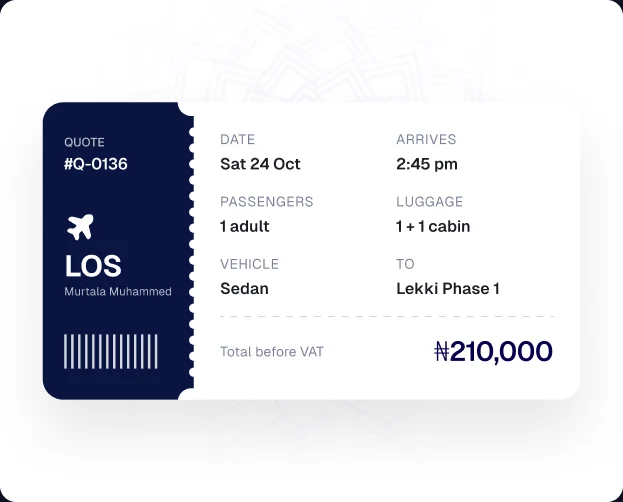 QUOTE
#Q-0136
LOS
Murtala Muhammed
DATE
Sat 24 Oct
ARRIVES
2:45 pm
PASSENGERS
1 adult
LUGGAGE
1 + 1 cabin
VEHICLE
Sedan
TO
Lekki Phase 1
Total before VAT
₦210,000